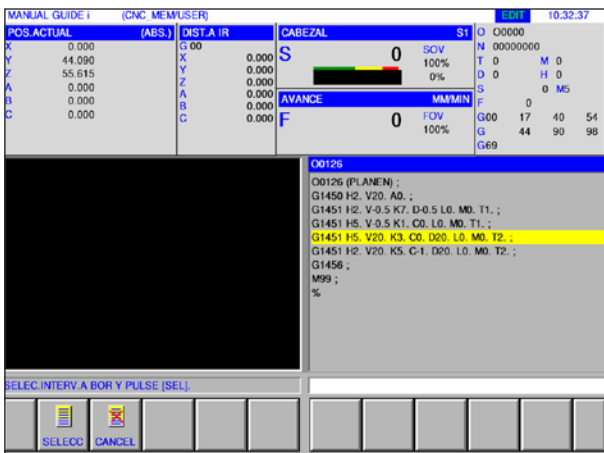 MANUAL GUIDE i (CNC_MEM/USER) EDIT 10:32:37
POS.ACTUAL (ABS.) DIST.A IR CABEZAL S1 O O0000
X 0.000 G 00 N 00000000
Y 44.090 X 0.000 S 0 SOV T 0 M 0
Z 55.615 Y 0.000 100% D 0 H 0
A 0.000 Z 0.000 0% S 0 M5
B 0.000 A 0.000 AVANCE MM/MIN F 0
C 0.000 B 0.000 F 0 FOV G00 17 40 54
C 0.000 100% G 44 90 98
G69
O0126
O0126 (PLANEN) ;
G1450 H2. V20. A0. ;
G1451 H2. V-0.5 K7. D-0.5 L0. M0. T1. ;
G1451 H5. V-0.5 K1. C0. L0. M0. T1. ;
G1451 H5. V20. K3. C0. D20. L0. M0. T2. ;
G1451 H2. V20. K5. C-1. D20. L0. M0. T2. ;
G1456 ;
M99 ;
%
SELEC.INTERV.A BOR Y PULSE [SEL].
SELECC CANCEL